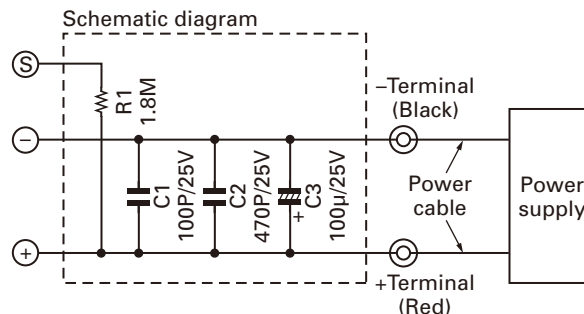 Schematic diagram
S
R1
1.8M
−Terminal
(Black)
−
C1
100P/25V
C2
470P/25V
+
C3
100µ/25V
Power
cable
Power
supply
+
+Terminal
(Red)